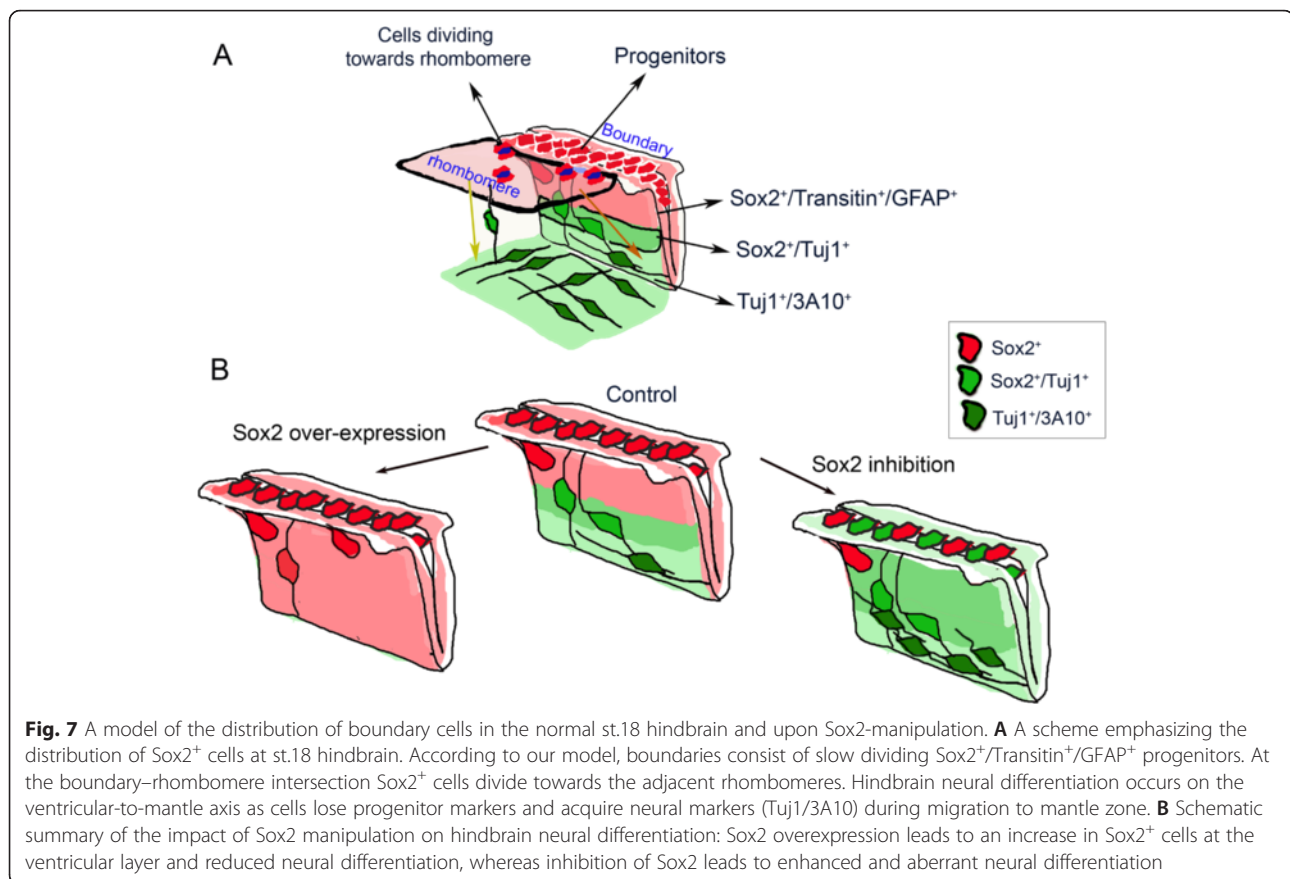 A
Cells dividing
towards rhombomere
Progenitors
Boundary
rhombomere
Sox2⁺/Transitin⁺/GFAP⁺
Sox2⁺/Tuj1⁺
Tuj1⁺/3A10⁺
Sox2⁺
Sox2⁺/Tuj1⁺
Tuj1⁺/3A10⁺
B
Control
Sox2 over-expression
Sox2 inhibition
Fig. 7 A model of the distribution of boundary cells in the normal st.18 hindbrain and upon Sox2-manipulation. A A scheme emphasizing the
distribution of Sox2⁺ cells at st.18 hindbrain. According to our model, boundaries consist of slow dividing Sox2⁺/Transitin⁺/GFAP⁺ progenitors. At
the boundary–rhombomere intersection Sox2⁺ cells divide towards the adjacent rhombomeres. Hindbrain neural differentiation occurs on the
ventricular-to-mantle axis as cells lose progenitor markers and acquire neural markers (Tuj1/3A10) during migration to mantle zone. B Schematic
summary of the impact of Sox2 manipulation on hindbrain neural differentiation: Sox2 overexpression leads to an increase in Sox2⁺ cells at the
ventricular layer and reduced neural differentiation, whereas inhibition of Sox2 leads to enhanced and aberrant neural differentiation